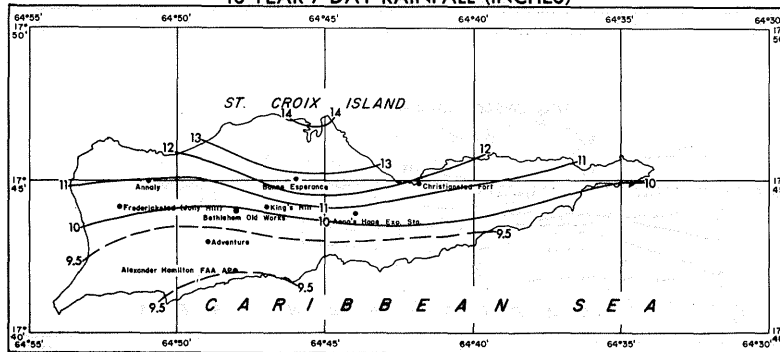 10 YEAR 7 DAY RAINFALL (INCHES)
64°55' 64°50' 64°45' 64°40' 64°35' 64°30'
17° 50' 17° 50'
ST. CROIX ISLAND
14 14
13 13
12 12
11 11
17° 45' 17° 45'
Annaly Bonne Esperance Christiansted Fort
10 10
Frederiksted (Jolly Hill) King's Hill 11
Bethlehem Old Works 10 Anna's Hope Exp. Sta.
9.5 Adventure 9.5
Alexander Hamilton FAA AP
9.5 9.5
CARIBBEAN SEA
17° 40' 17° 40'
64°55' 64°50' 64°45' 64°40' 64°35' 64°30'